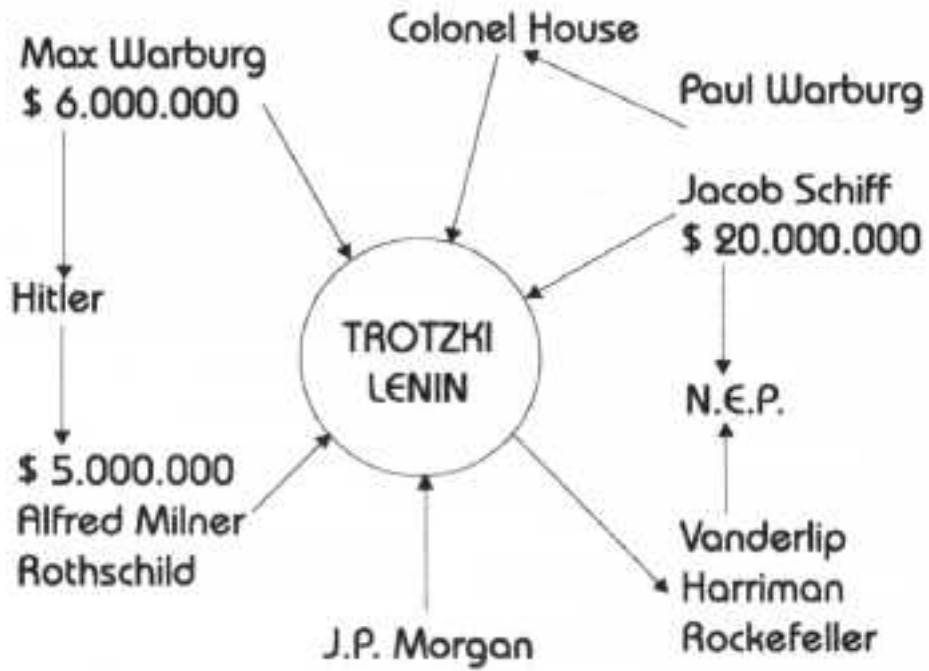 Colonel House
Max Warburg
$ 6.000.000
Paul Warburg
Jacob Schiff
$ 20.000.000
Hitler
TROTZKI
LENIN
N.E.P.
$ 5.000.000
Alfred Milner
Rothschild
Vanderlip
Harriman
Rockefeller
J.P. Morgan